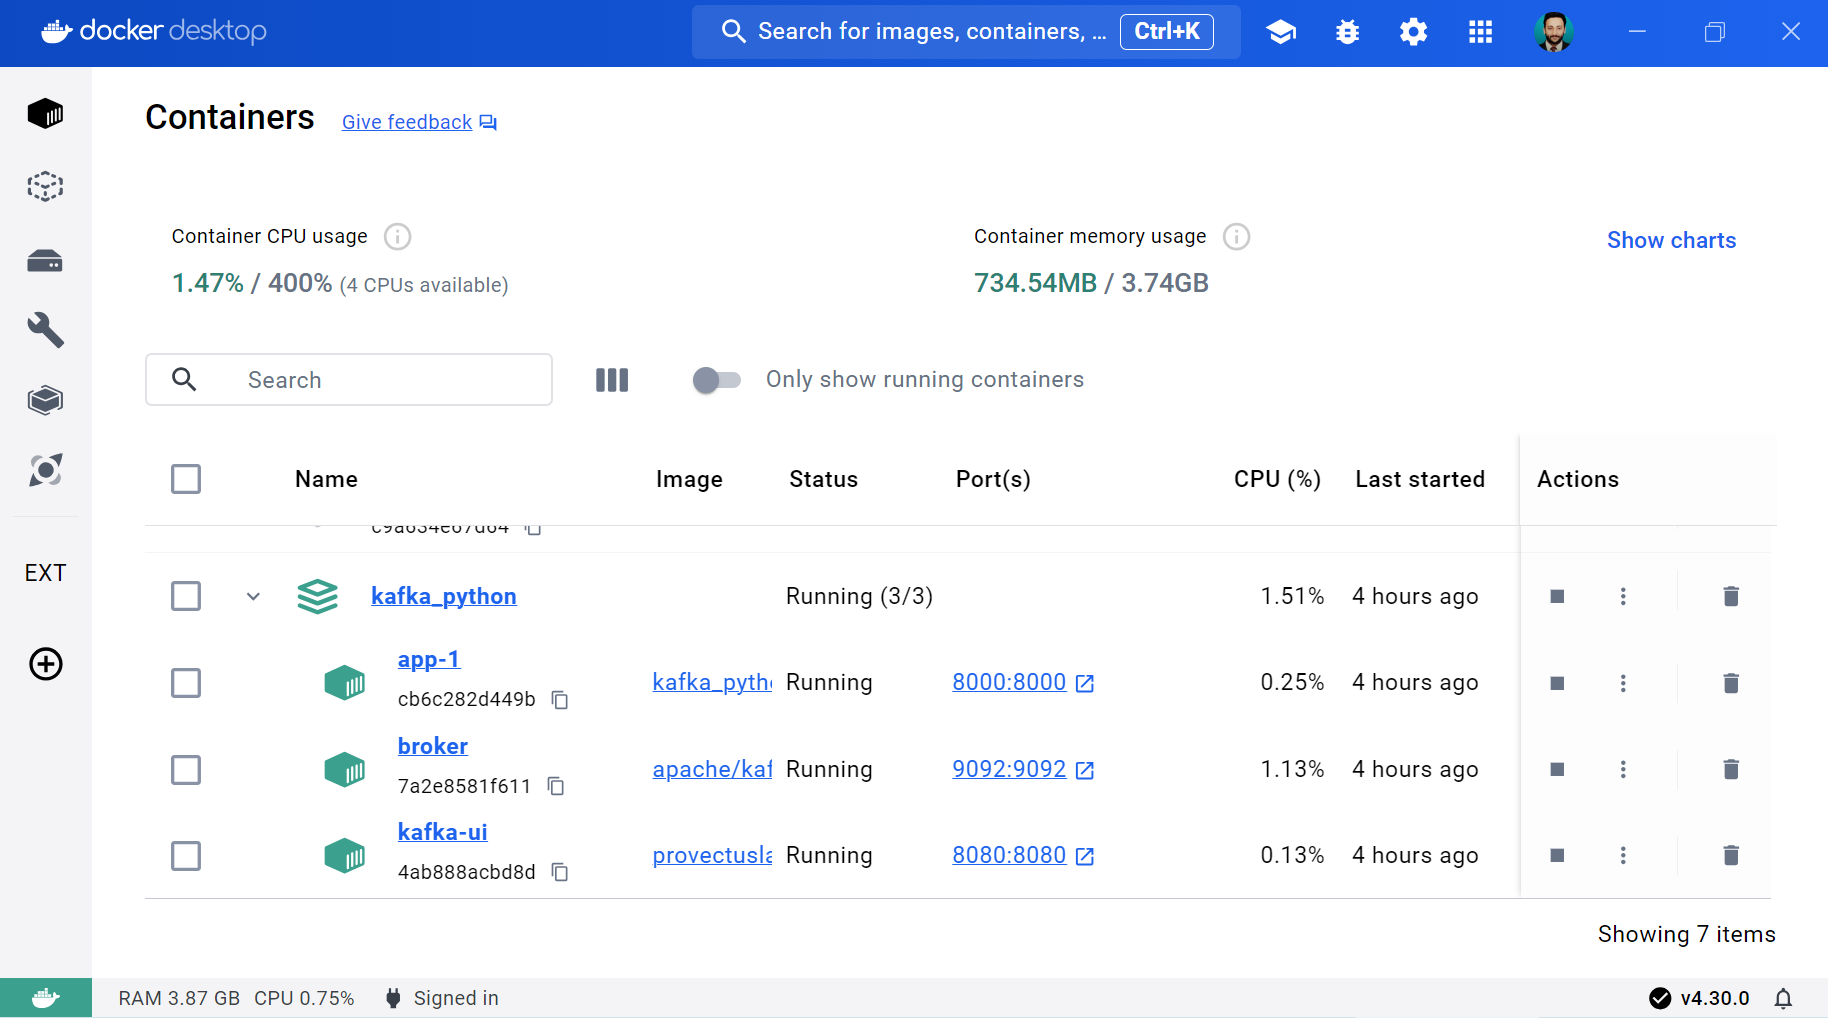 docker desktop
Search for images, containers, ...
Ctrl+K
Containers
Give feedback
Container CPU usage
1.47% / 400% (4 CPUs available)
Container memory usage
734.54MB / 3.74GB
Show charts
Search
Only show running containers
Name Image Status Port(s) CPU (%) Last started Actions
c9a634e67d64
EXT
kafka_python Running (3/3) 1.51% 4 hours ago
app-1
cb6c282d449b
kafka_pytho Running 8000:8000 0.25% 4 hours ago
broker
7a2e8581f611
apache/kaf Running 9092:9092 1.13% 4 hours ago
kafka-ui
4ab888acbd8d
provectusla Running 8080:8080 0.13% 4 hours ago
Showing 7 items
RAM 3.87 GB CPU 0.75% Signed in
v4.30.0